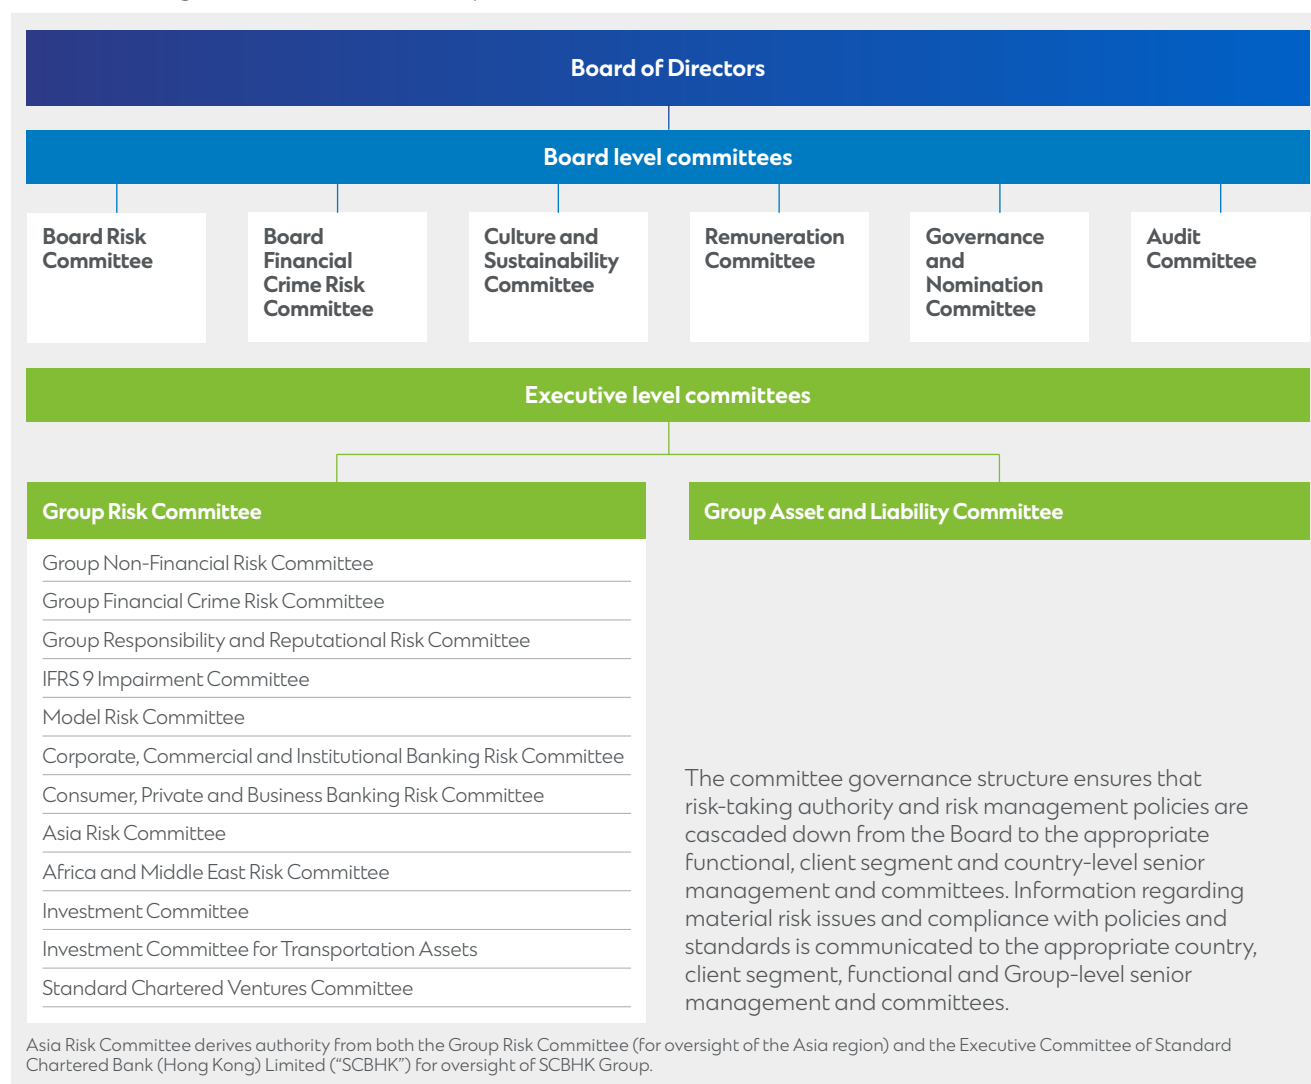 Board of Directors
Board level committees
Board Risk
Committee
Board
Financial
Crime Risk
Committee
Culture and
Sustainability
Committee
Remuneration
Committee
Governance
and
Nomination
Committee
Audit
Committee
Executive level committees
Group Risk Committee
Group Non-Financial Risk Committee
Group Financial Crime Risk Committee
Group Responsibility and Reputational Risk Committee
IFRS 9 Impairment Committee
Model Risk Committee
Corporate, Commercial and Institutional Banking Risk Committee
Consumer, Private and Business Banking Risk Committee
Asia Risk Committee
Africa and Middle East Risk Committee
Investment Committee
Investment Committee for Transportation Assets
Standard Chartered Ventures Committee
Group Asset and Liability Committee
The committee governance structure ensures that
risk-taking authority and risk management policies are
cascaded down from the Board to the appropriate
functional, client segment and country-level senior
management and committees. Information regarding
material risk issues and compliance with policies and
standards is communicated to the appropriate country,
client segment, functional and Group-level senior
management and committees.
Asia Risk Committee derives authority from both the Group Risk Committee (for oversight of the Asia region) and the Executive Committee of Standard
Chartered Bank (Hong Kong) Limited (“SCBHK”) for oversight of SCBHK Group.